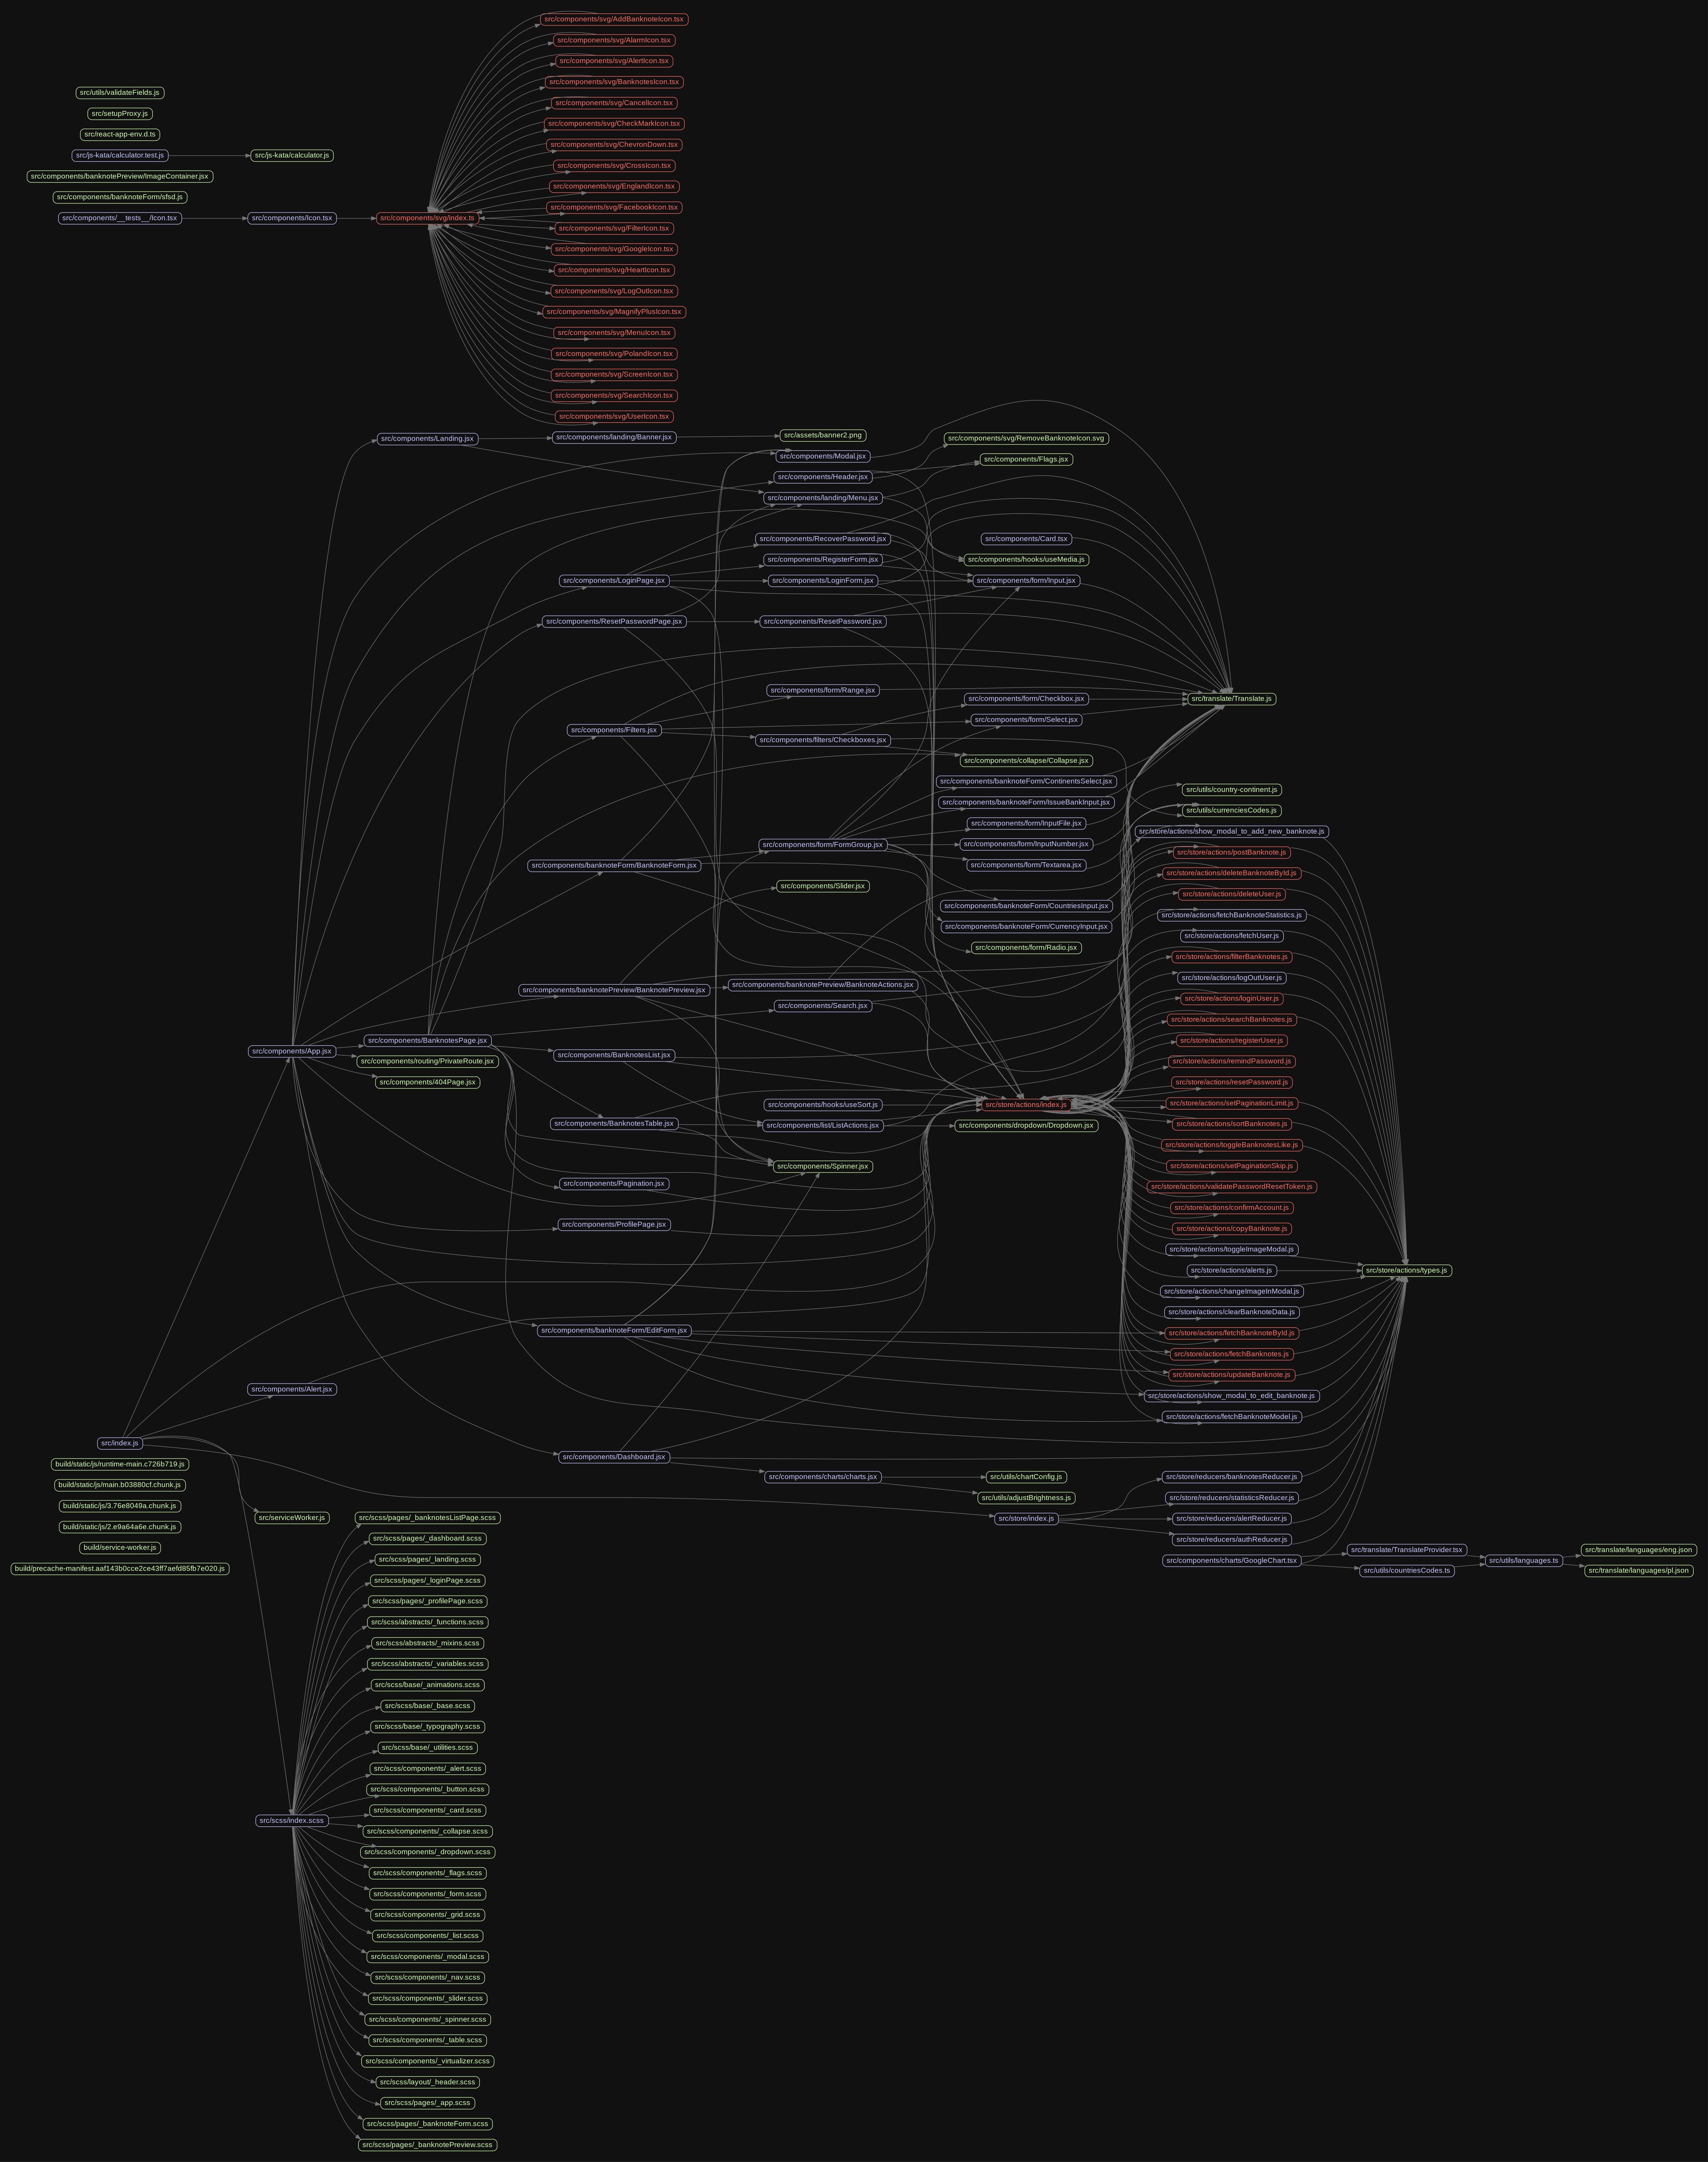 src/components/svg/AddBanknoteIcon.tsx
src/components/svg/AlarmIcon.tsx
src/components/svg/AlertIcon.tsx
src/components/svg/BanknotesIcon.tsx
src/components/svg/CancelIcon.tsx
src/components/svg/CheckMarkIcon.tsx
src/components/svg/ChevronDown.tsx
src/components/svg/CrossIcon.tsx
src/components/svg/EnglandIcon.tsx
src/components/svg/FacebookIcon.tsx
src/components/svg/FilterIcon.tsx
src/components/svg/GoogleIcon.tsx
src/components/svg/HeartIcon.tsx
src/components/svg/LogOutIcon.tsx
src/components/svg/MagnifyPlusIcon.tsx
src/components/svg/MenuIcon.tsx
src/components/svg/PolandIcon.tsx
src/components/svg/ScreenIcon.tsx
src/components/svg/SearchIcon.tsx
src/components/svg/UserIcon.tsx
src/utils/validateFields.js
src/setupProxy.js
src/react-app-env.d.ts
src/js-kata/calculator.test.js
src/js-kata/calculator.js
src/components/banknotePreview/ImageContainer.jsx
src/components/banknoteForm/sfsd.js
src/components/__tests__/Icon.tsx
src/components/Icon.tsx
src/components/svg/index.ts
src/components/Landing.jsx
src/components/landing/Banner.jsx
src/assets/banner2.png
src/components/Modal.jsx
src/components/Header.jsx
src/components/landing/Menu.jsx
src/components/svg/RemoveBanknoteIcon.svg
src/components/Flags.jsx
src/components/RecoverPassword.jsx
src/components/RegisterForm.jsx
src/components/LoginForm.jsx
src/components/Card.tsx
src/components/hooks/useMedia.js
src/components/form/Input.jsx
src/components/LoginPage.jsx
src/components/ResetPasswordPage.jsx
src/components/ResetPassword.jsx
src/components/form/Range.jsx
src/components/form/Checkbox.jsx
src/components/form/Select.jsx
src/translate/Translate.js
src/components/Filters.jsx
src/components/filters/Checkboxes.jsx
src/components/collapse/Collapse.jsx
src/components/banknoteForm/ContinentsSelect.jsx
src/components/banknoteForm/IssueBankInput.jsx
src/components/form/InputFile.jsx
src/components/form/InputNumber.jsx
src/components/form/Textarea.jsx
src/components/form/FormGroup.jsx
src/components/banknoteForm/BanknoteForm.jsx
src/components/Slider.jsx
src/components/banknoteForm/CountriesInput.jsx
src/components/banknoteForm/CurrencyInput.jsx
src/components/form/Radio.jsx
src/utils/country-continent.js
src/utils/currenciesCodes.js
src/store/actions/show_modal_to_add_new_banknote.js
src/store/actions/postBanknote.js
src/store/actions/deleteBanknoteById.js
src/store/actions/deleteUser.js
src/store/actions/fetchBanknoteStatistics.js
src/store/actions/fetchUser.js
src/store/actions/filterBanknotes.js
src/store/actions/logOutUser.js
src/store/actions/loginUser.js
src/store/actions/searchBanknotes.js
src/store/actions/registerUser.js
src/store/actions/remindPassword.js
src/store/actions/resetPassword.js
src/store/actions/setPaginationLimit.js
src/store/actions/sortBanknotes.js
src/store/actions/toggleBanknotesLike.js
src/store/actions/setPaginationSkip.js
src/store/actions/validatePasswordResetToken.js
src/store/actions/confirmAccount.js
src/store/actions/copyBanknote.js
src/store/actions/toggleImageModal.js
src/store/actions/alerts.js
src/store/actions/changeImageInModal.js
src/store/actions/clearBanknoteData.js
src/store/actions/fetchBanknoteById.js
src/store/actions/fetchBanknotes.js
src/store/actions/updateBanknote.js
src/store/actions/show_modal_to_edit_banknote.js
src/store/actions/fetchBanknoteModel.js
src/store/actions/types.js
src/components/banknotePreview/BanknotePreview.jsx
src/components/banknotePreview/BanknoteActions.jsx
src/components/Search.jsx
src/components/App.jsx
src/components/BanknotesPage.jsx
src/components/routing/PrivateRoute.jsx
src/components/404Page.jsx
src/components/BanknotesList.jsx
src/components/hooks/useSort.js
src/store/actions/index.js
src/components/BanknotesTable.jsx
src/components/list/ListActions.jsx
src/components/dropdown/Dropdown.jsx
src/components/Spinner.jsx
src/components/Pagination.jsx
src/components/ProfilePage.jsx
src/components/banknoteForm/EditForm.jsx
src/components/Alert.jsx
src/index.js
src/components/Dashboard.jsx
src/components/charts/charts.jsx
src/utils/chartConfig.js
src/utils/adjustBrightness.js
src/store/index.js
src/store/reducers/banknotesReducer.js
src/store/reducers/statisticsReducer.js
src/store/reducers/alertReducer.js
src/store/reducers/authReducer.js
src/components/charts/GoogleChart.tsx
src/translate/TranslateProvider.tsx
src/utils/countriesCodes.ts
src/utils/languages.ts
src/translate/languages/eng.json
src/translate/languages/pl.json
build/static/js/runtime-main.c726b719.js
build/static/js/main.b03880cf.chunk.js
build/static/js/3.76e8049a.chunk.js
build/static/js/2.e9a64a6e.chunk.js
build/service-worker.js
build/precache-manifest.aaf143b0cce2ce43ff7aefd85fb7e020.js
src/serviceWorker.js
src/scss/index.scss
src/scss/pages/_banknotesListPage.scss
src/scss/pages/_dashboard.scss
src/scss/pages/_landing.scss
src/scss/pages/_loginPage.scss
src/scss/pages/_profilePage.scss
src/scss/abstracts/_functions.scss
src/scss/abstracts/_mixins.scss
src/scss/abstracts/_variables.scss
src/scss/base/_animations.scss
src/scss/base/_base.scss
src/scss/base/_typography.scss
src/scss/base/_utilities.scss
src/scss/components/_alert.scss
src/scss/components/_button.scss
src/scss/components/_card.scss
src/scss/components/_collapse.scss
src/scss/components/_dropdown.scss
src/scss/components/_flags.scss
src/scss/components/_form.scss
src/scss/components/_grid.scss
src/scss/components/_list.scss
src/scss/components/_modal.scss
src/scss/components/_nav.scss
src/scss/components/_slider.scss
src/scss/components/_spinner.scss
src/scss/components/_table.scss
src/scss/components/_virtualizer.scss
src/scss/layout/_header.scss
src/scss/pages/_app.scss
src/scss/pages/_banknoteForm.scss
src/scss/pages/_banknotePreview.scss